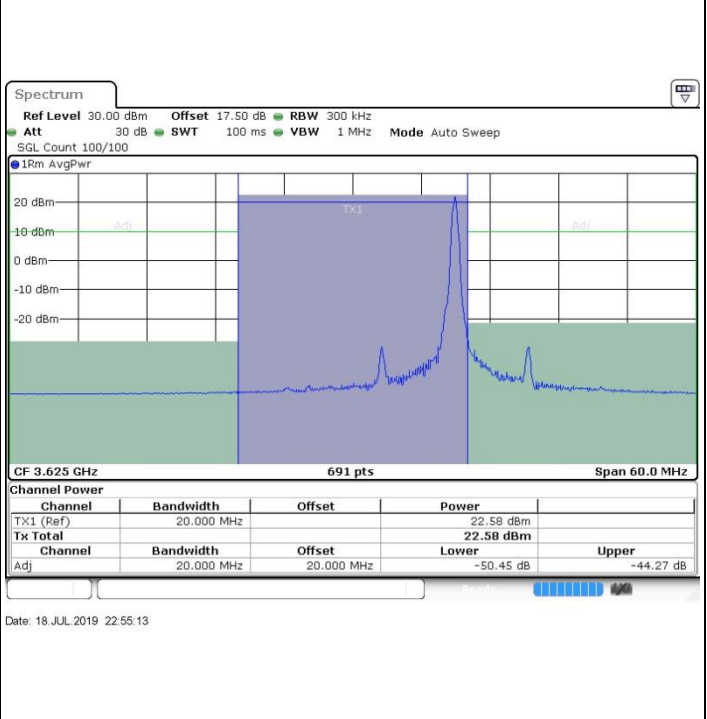 Spectrum
Ref Level 30.00 dBm Offset 17.50 dB RBW 300 kHz
Att 30 dB SWT 100 ms VBW 1 MHz Mode Auto Sweep
SGL Count 100/100
1Rm AvgPwr
TX1
Adj Adj
20 dBm
10 dBm
0 dBm
-10 dBm
-20 dBm
CF 3.625 GHz 691 pts Span 60.0 MHz
Channel Power
Channel Bandwidth Offset Power
TX1 (Ref) 20.000 MHz 22.58 dBm
Tx Total 22.58 dBm
Channel Bandwidth Offset Lower Upper
Adj 20.000 MHz 20.000 MHz -50.45 dB -44.27 dB
Ready
Date: 18.JUL.2019 22:55:13